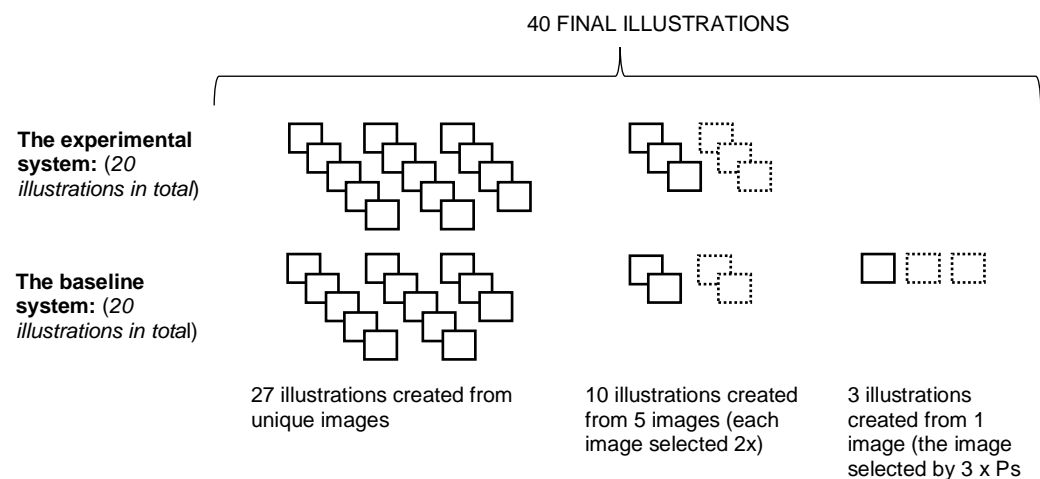 40 FINAL ILLUSTRATIONS
The experimental
system: (20
illustrations in total)
The baseline
system: (20
illustrations in total)
27 illustrations created from
unique images
10 illustrations created
from 5 images (each
image selected 2x)
3 illustrations
created from 1
image (the image
selected by 3 x Ps